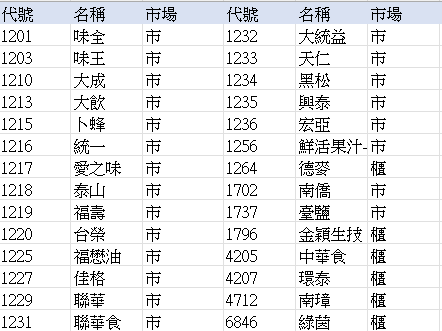 代號 名稱 市場 代號 名稱 市場
1201 味全 市 1232 大統益 市
1203 味王 市 1233 天仁 市
1210 大成 市 1234 黑松 市
1213 大飲 市 1235 興泰 市
1215 卜蜂 市 1236 宏亞 市
1216 統一 市 1256 鮮活果汁- 市
1217 愛之味 市 1264 德麥 櫃
1218 泰山 市 1702 南僑 市
1219 福壽 市 1737 臺鹽 市
1220 台榮 市 1796 金穎生技 櫃
1225 福懋油 市 4205 中華食 櫃
1227 佳格 市 4207 環泰 櫃
1229 聯華 市 4712 南璋 櫃
1231 聯華食 市 6846 綠茵 櫃